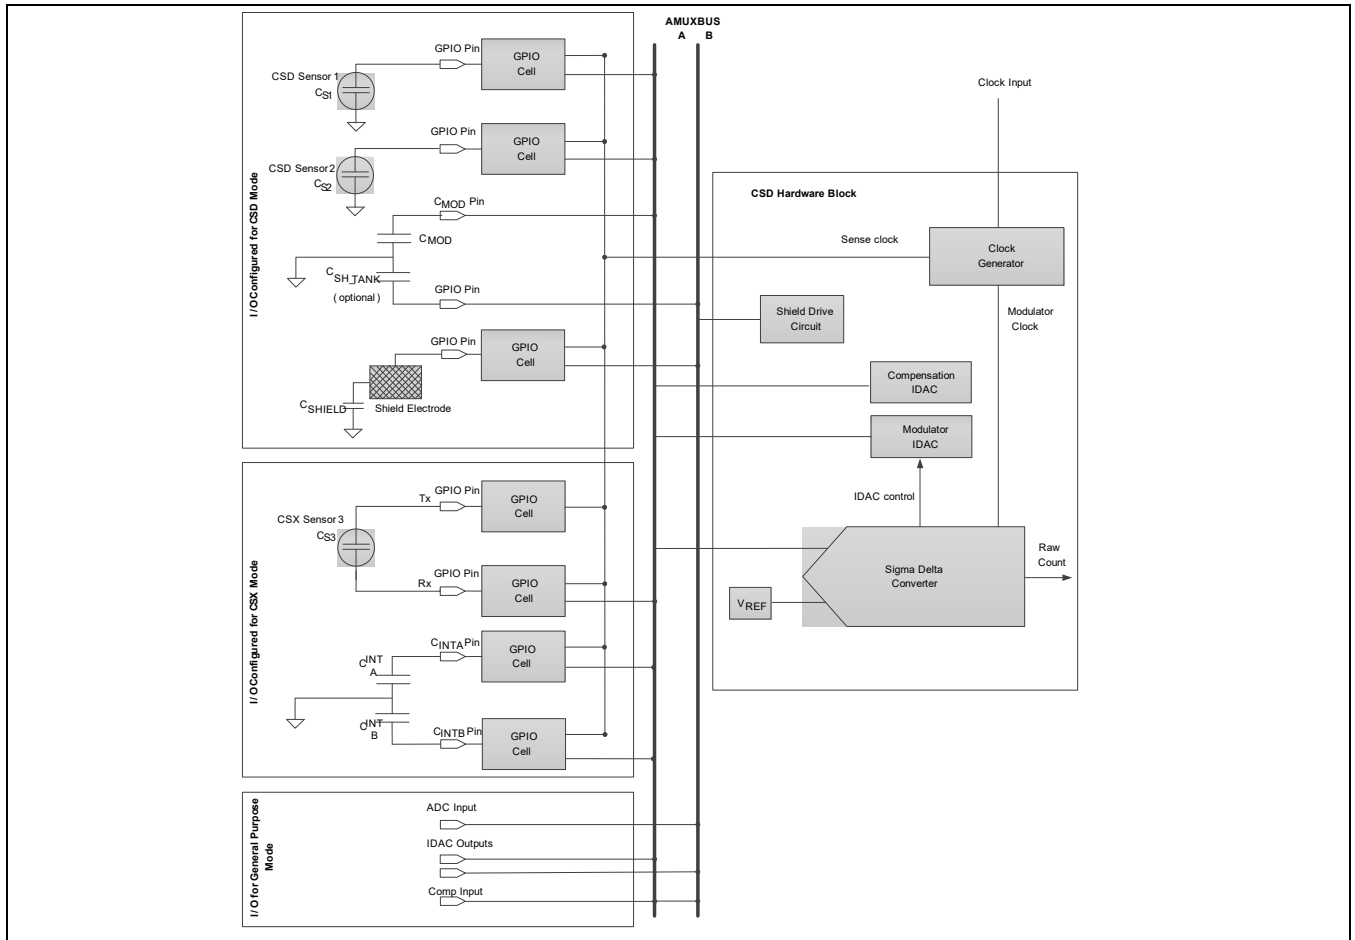 AMUXBUS
A B
I/O Configured for CSD Mode
GPIO Pin
GPIO
Cell
CSD Sensor 1
CS1
GPIO Pin
GPIO
Cell
CSD Sensor 2
CS2
CMOD Pin
CMOD
CSH_TANK
(optional)
GPIO Pin
GPIO Pin
GPIO
Cell
CSHIELD
Shield Electrode
I/O Configured for CSX Mode
GPIO Pin
Tx
GPIO
Cell
CSX Sensor 3
CS3
GPIO Pin
Rx
GPIO
Cell
CINTA Pin
GPIO
Cell
CINT
A
CINT
B
CINTB Pin
GPIO
Cell
I/O for General Purpose
Mode
ADC Input
IDAC Outputs
Comp Input
Clock Input
CSD Hardware Block
Sense clock
Clock
Generator
Shield Drive
Circuit
Modulator
Clock
Compensation
IDAC
Modulator
IDAC
IDAC control
Sigma Delta
Converter
Raw
Count
VREF